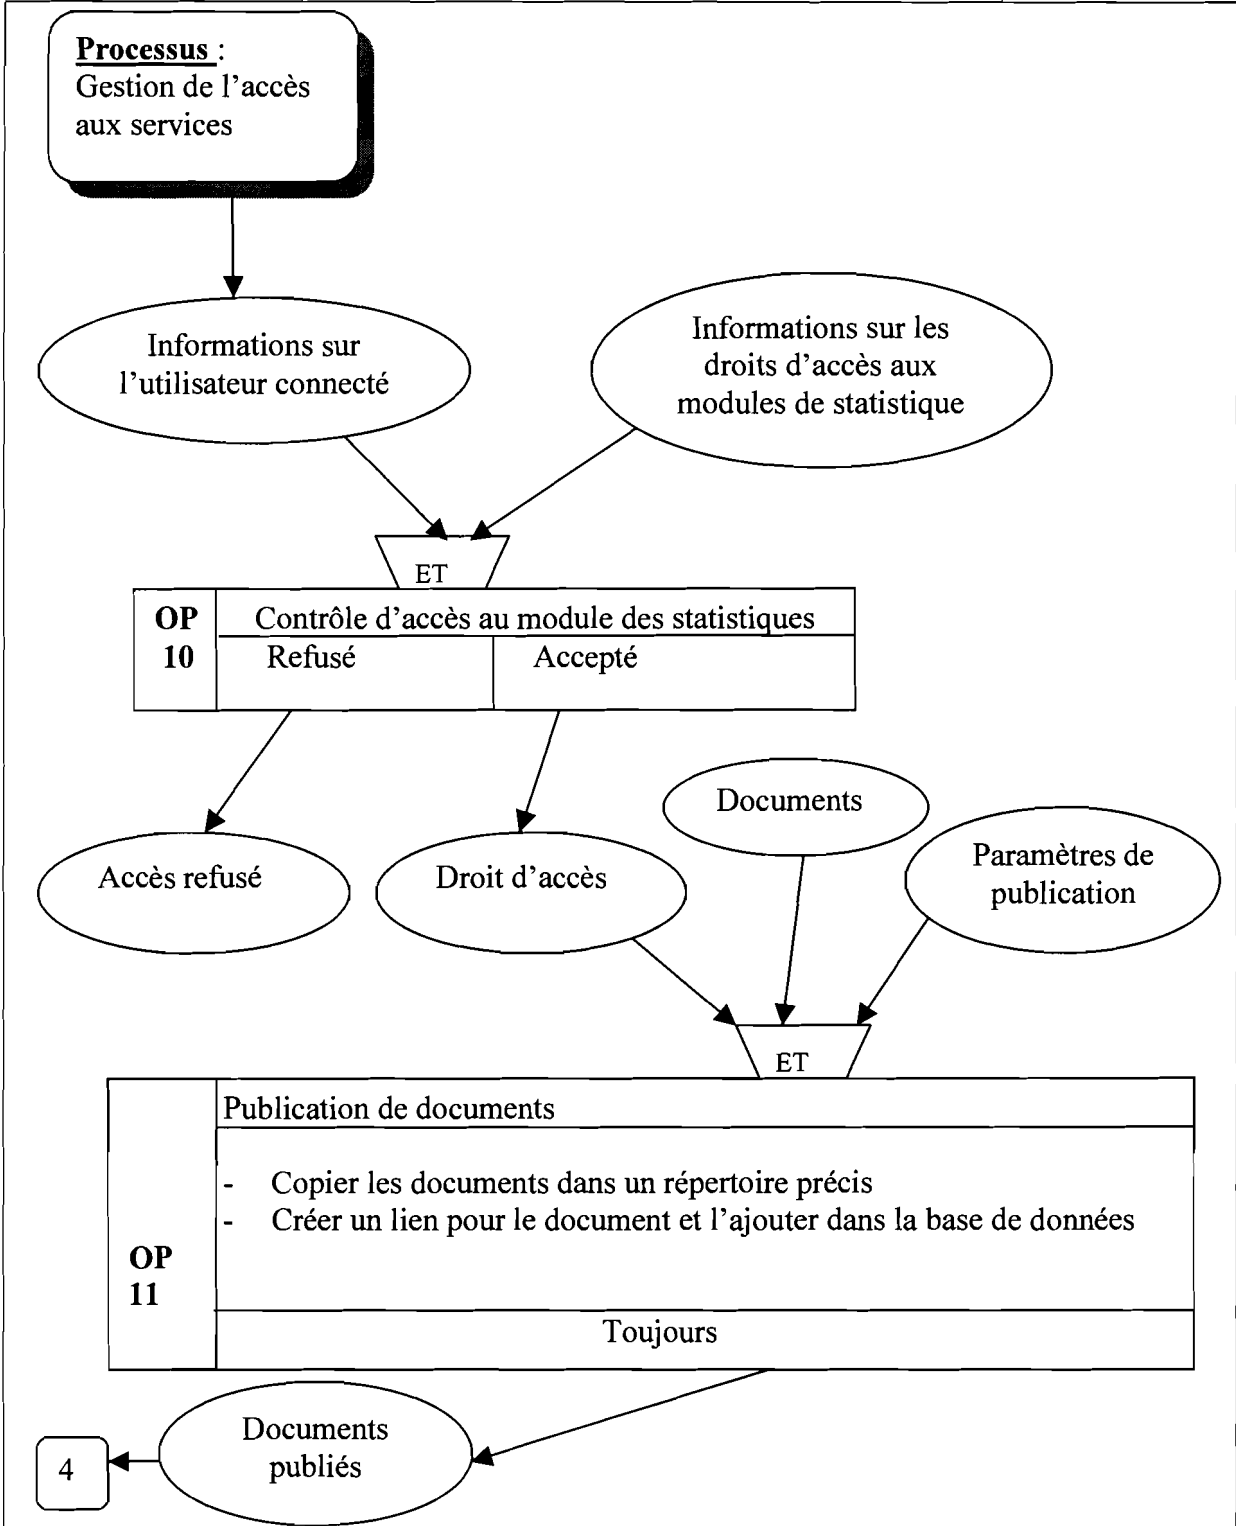 Processus :
Gestion de l'accès
aux services
Informations sur
l'utilisateur connecté
Informations sur les
droits d'accès aux
modules de statistique
ET
OP
10
Contrôle d'accès au module des statistiques
Refusé
Accepté
Documents
Accès refusé
Droit d'accès
Paramètres de
publication
ET
Publication de documents
- Copier les documents dans un répertoire précis
- Créer un lien pour le document et l'ajouter dans la base de données
OP
11
Toujours
Documents
publiés
4